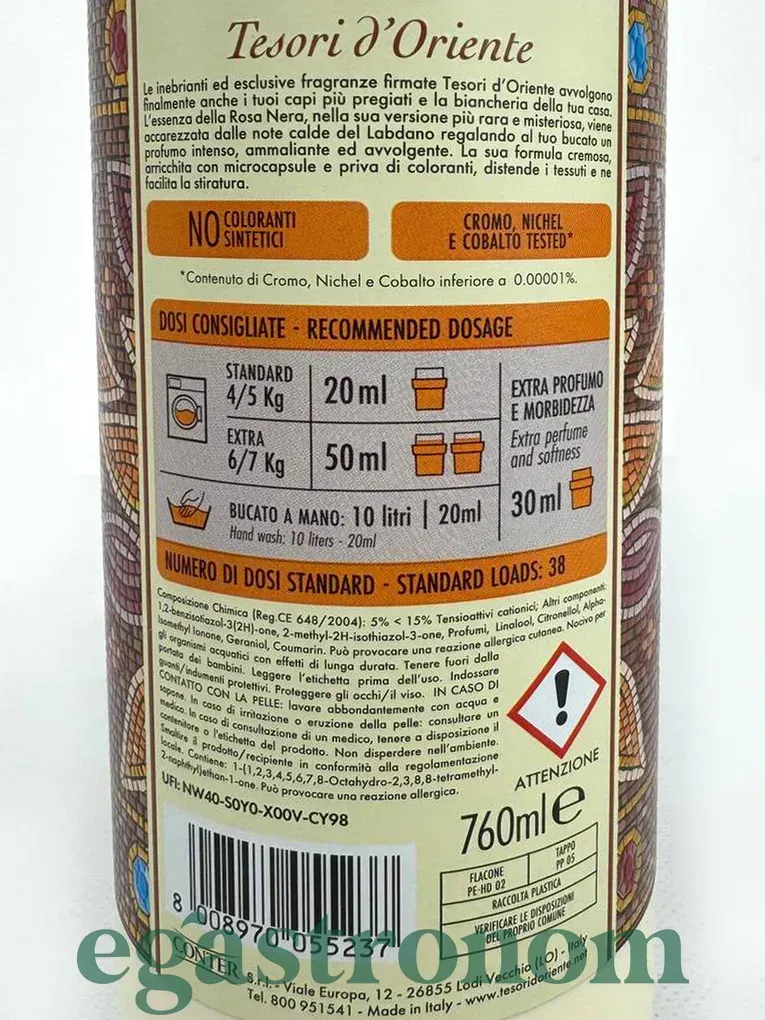 Tesori d'Oriente
Le inebrianti ed esclusive fragranze firmate Tesori d'Oriente avvolgono
finalmente anche i tuoi capi più pregiati e la biancheria della tua casa.
L'essenza della Rosa Nera, nella sua versione più rara e misteriosa, viene
accarezzata dalle note calde del Labdano regalando al tuo bucato un
profumo intenso, ammaliante ed avvolgente. La sua formula cremosa,
arricchita con microcapsule e priva di coloranti, distende i tessuti e ne
facilita la stiratura.
NO COLORANTI
SINTETICI
CROMO, NICHEL
E COBALTO TESTED*
*Contenuto di Cromo, Nichel e Cobalto inferiore a 0.00001%.
DOSI CONSIGLIATE - RECOMMENDED DOSAGE
STANDARD
4/5 Kg
20 ml
EXTRA
6/7 Kg
50 ml
EXTRA PROFUMO
E MORBIDEZZA
Extra perfume
and softness
30 ml
BUCATO A MANO: 10 litri | 20ml
Hand wash: 10 liters - 20ml
NUMERO DI DOSI STANDARD - STANDARD LOADS: 38
Composizione Chimica (Reg.CE 648/2004): 5% < 15% Tensioattivi cationici; Altri componenti:
1,2-benzisotiazol-3(2H)-one, 2-methyl-2H-isothiazol-3-one, Profumi, Linalool, Citronellol, Alpha-
Isomethyl Ionone, Geraniol, Coumarin. Può provocare una reazione allergica cutanea. Nocivo per
gli organismi acquatici con effetti di lunga durata. Tenere fuori dalla
portata dei bambini. Leggere l'etichetta prima dell'uso. Indossare
guanti/indumenti protettivi. Proteggere gli occhi/il viso. IN CASO DI
CONTATTO CON LA PELLE: lavare abbondantemente con acqua e
sapone. In caso di irritazione o eruzione della pelle: consultare un
medico. In caso di consultazione di un medico, tenere a disposizione il
contenitore o l'etichetta del prodotto. Non disperdere nell'ambiente.
Smaltire il prodotto/recipiente in conformità alla regolamentazione
locale. Contiene: 1-(1,2,3,4,5,6,7,8-Octahydro-2,3,8,8-tetramethyl-
2-naphthyl)ethan-1-one. Può provocare una reazione allergica.
UFI: NW40-S0Y0-X00V-CY98
ATTENZIONE
760ml e
FLACONE
PE-HD 02
TAPPO
PP 05
RACCOLTA PLASTICA
VERIFICARE LE DISPOSIZIONI
DEL PROPRIO COMUNE
8 008970 055237
egastronom
CONTER S.r.l. - Viale Europa, 12 - 26855 Lodi Vecchio (LO) - Italy
Tel. 800 951541 - Made in Italy - www.tesoridoriente.net